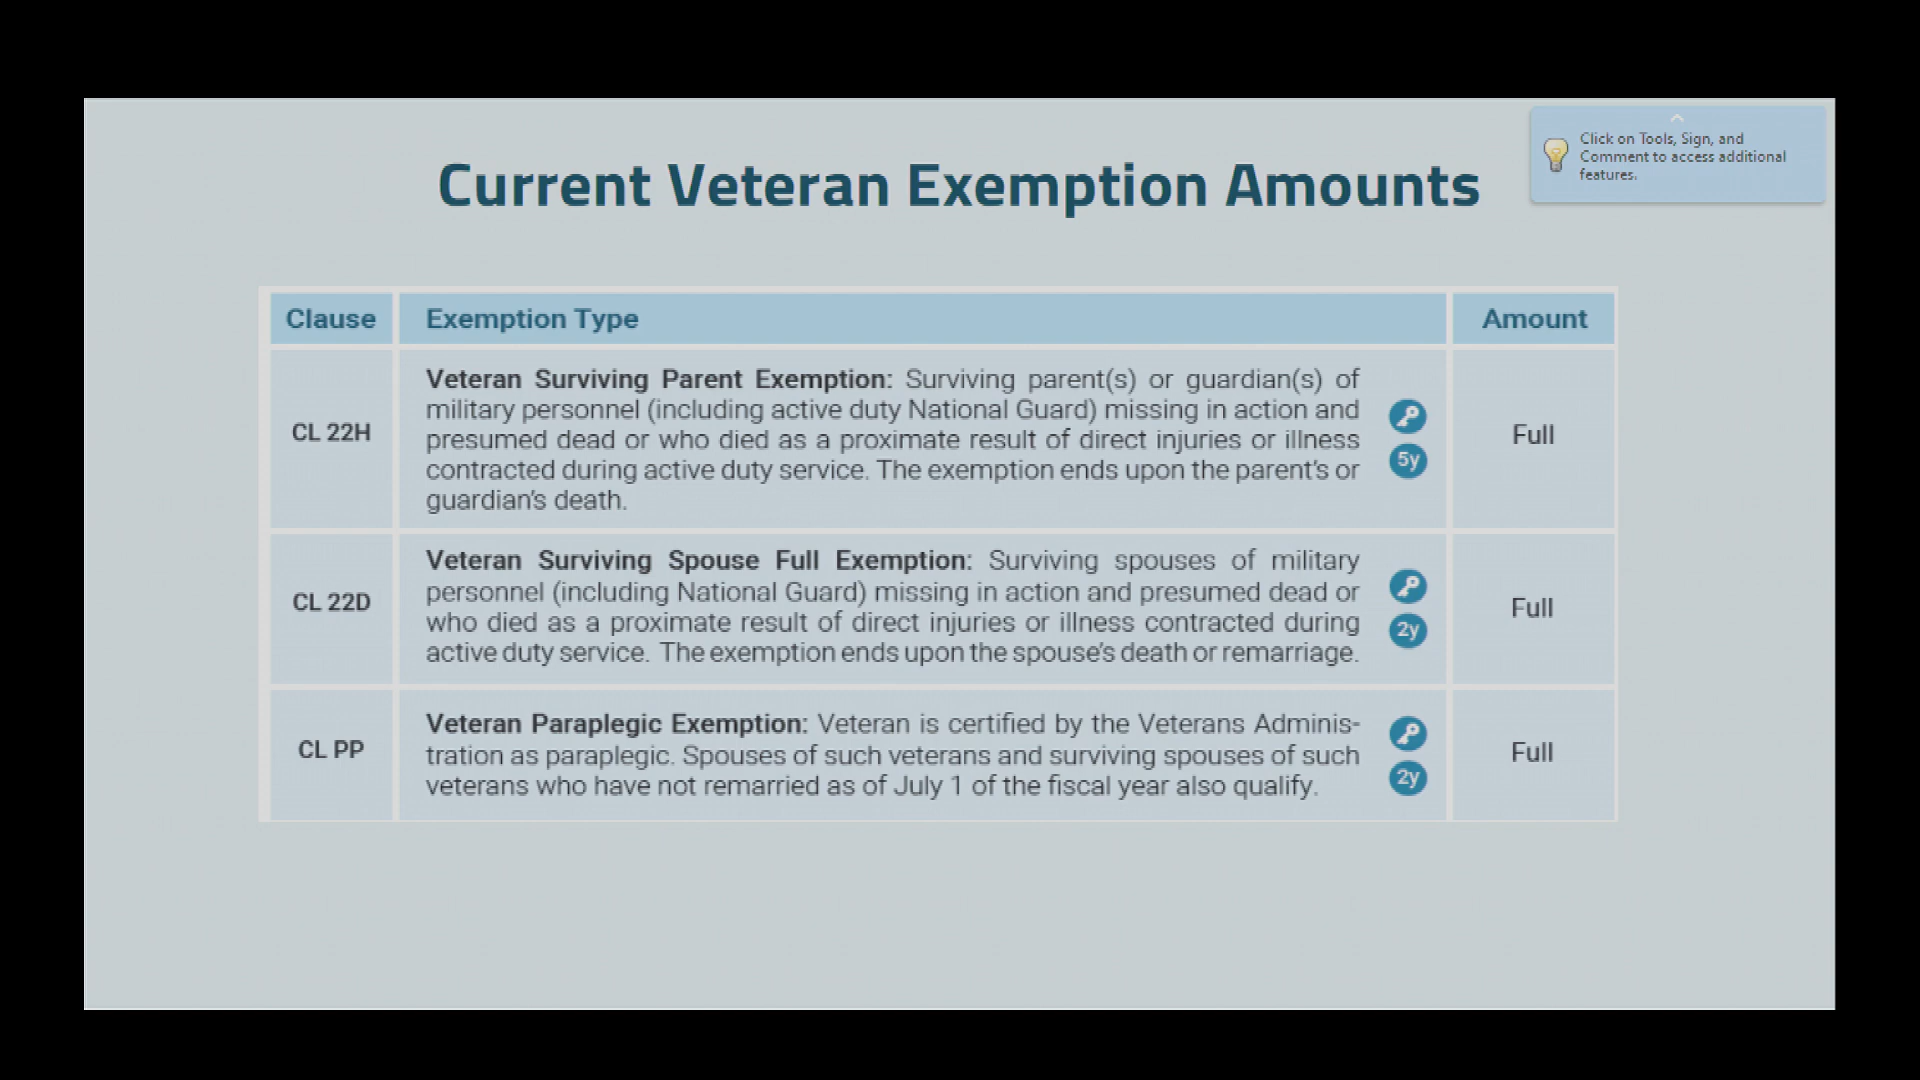 Click on Tools, Sign, and
Comment to access additional
features.
Current Veteran Exemption Amounts
Clause Exemption Type Amount
Veteran Surviving Parent Exemption: Surviving parent(s) or guardian(s) of
military personnel (including active duty National Guard) missing in action and
presumed dead or who died as a proximate result of direct injuries or illness
contracted during active duty service. The exemption ends upon the parent's or
guardian's death.
CL 22H
5y
Full
Veteran Surviving Spouse Full Exemption: Surviving spouses of military
personnel (including National Guard) missing in action and presumed dead or
who died as a proximate result of direct injuries or illness contracted during
active duty service. The exemption ends upon the spouse's death or remarriage.
CL 22D
2y
Full
Veteran Paraplegic Exemption: Veteran is certified by the Veterans Adminis-
tration as paraplegic. Spouses of such veterans and surviving spouses of such
veterans who have not remarried as of July 1 of the fiscal year also qualify.
CL PP
2y
Full